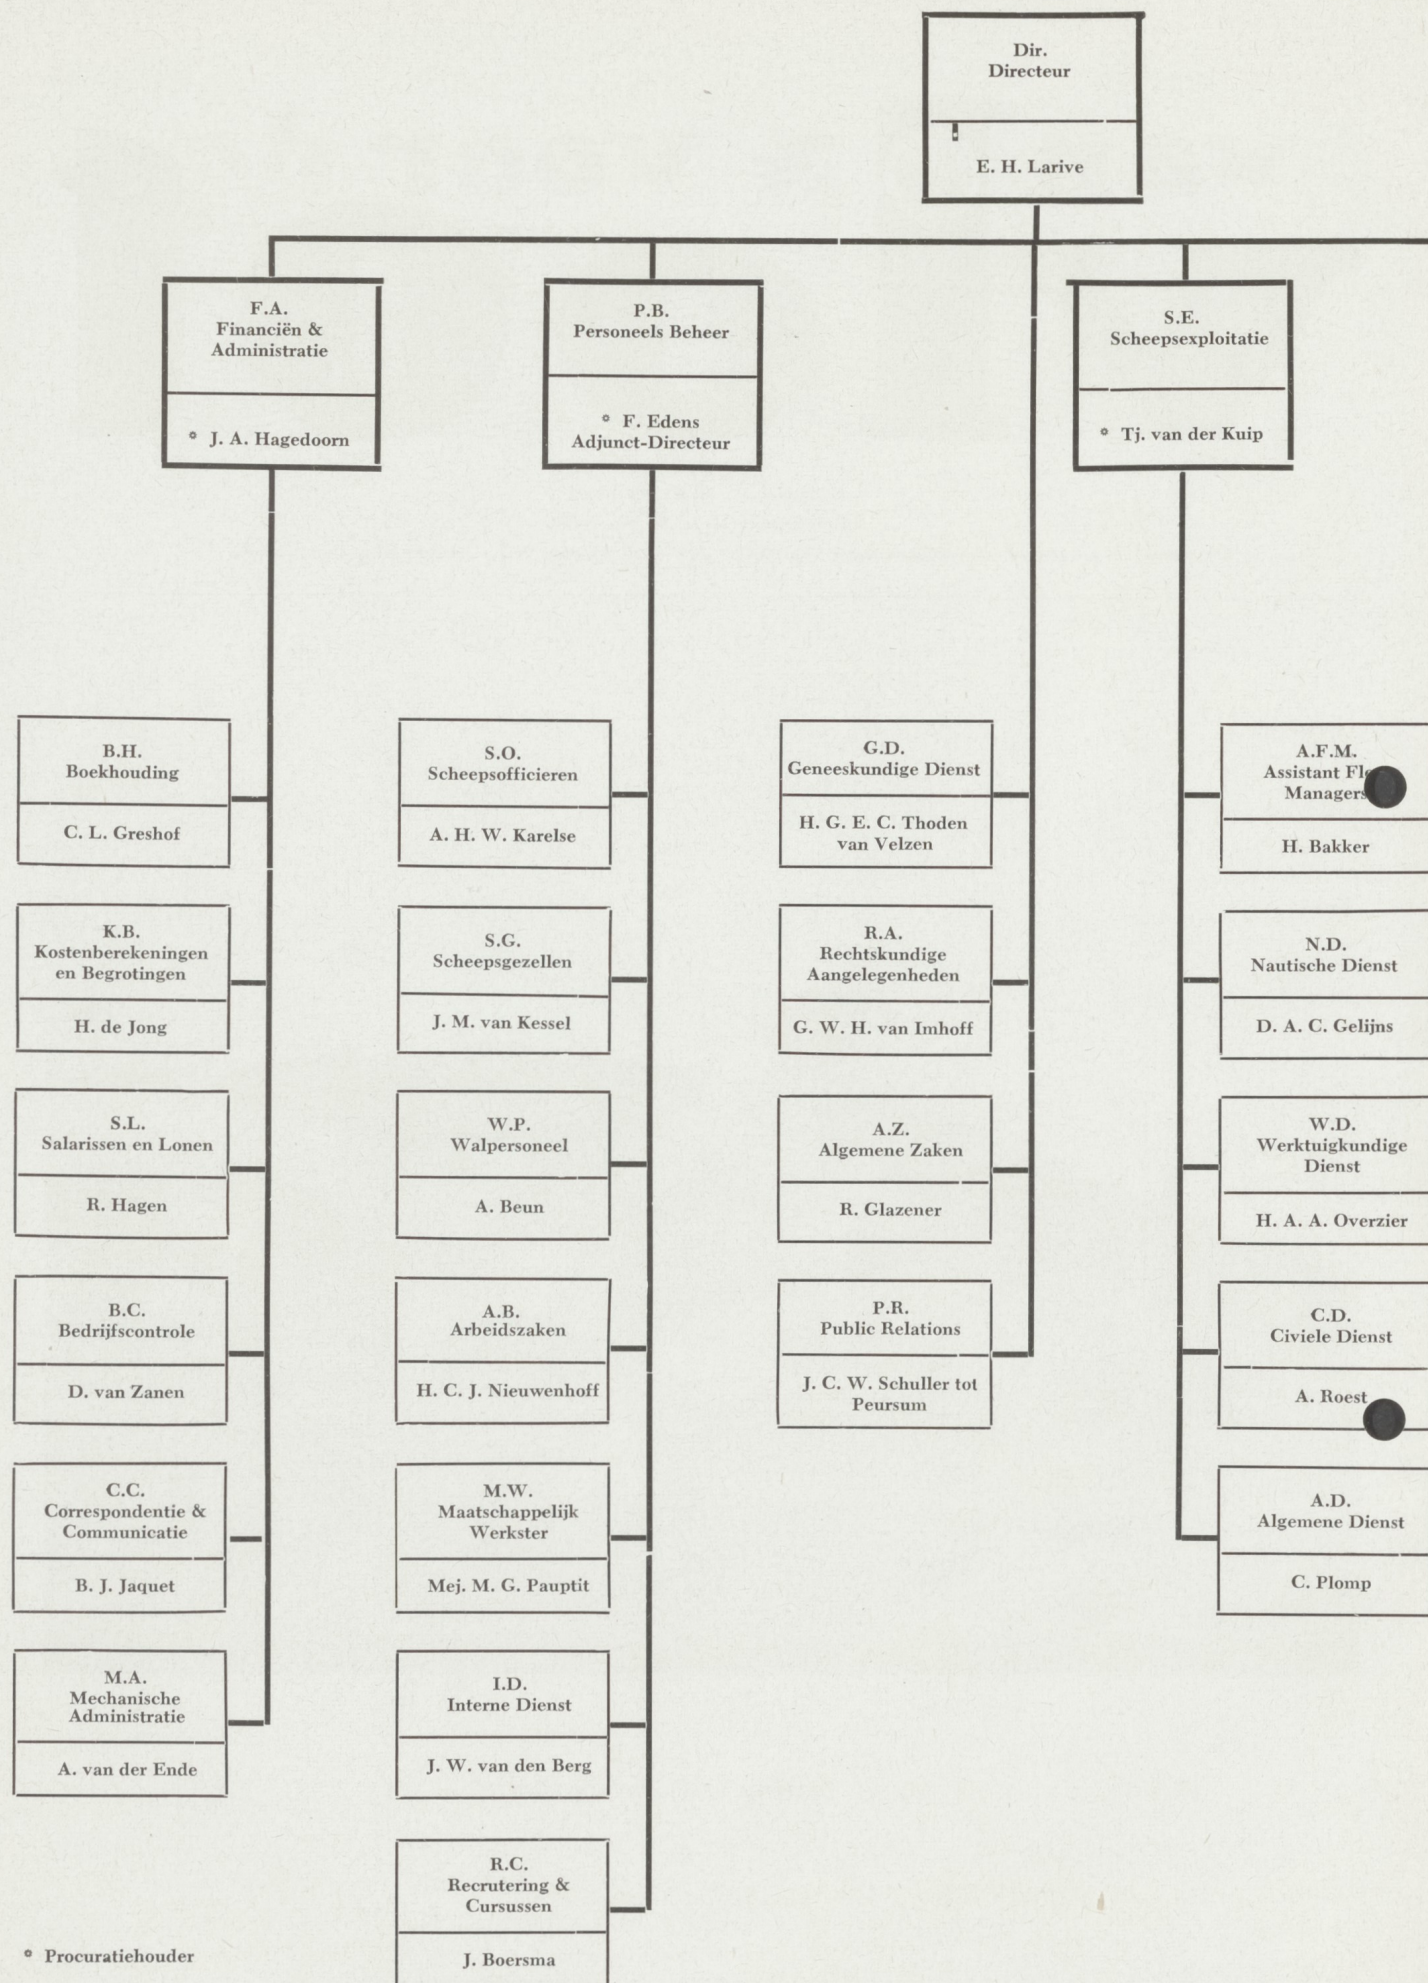 Dir.
Directeur
E. H. Larive
F.A.
Financiën &
Administratie
° J. A. Hagedoorn
P.B.
Personeels Beheer
° F. Edens
Adjunct-Directeur
S.E.
Scheepsexploitatie
° Tj. van der Kuip
B.H.
Boekhouding
C. L. Greshof
K.B.
Kostenberekeningen
en Begrotingen
H. de Jong
S.L.
Salarissen en Lonen
R. Hagen
B.C.
Bedrijfscontrole
D. van Zanen
C.C.
Correspondentie &
Communicatie
B. J. Jaquet
M.A.
Mechanische
Administratie
A. van der Ende
S.O.
Scheepsofficieren
A. H. W. Karelse
S.G.
Scheepsgezellen
J. M. van Kessel
W.P.
Walpersoneel
A. Beun
A.B.
Arbeidszaken
H. C. J. Nieuwenhoff
M.W.
Maatschappelijk
Werkster
Mej. M. G. Pauptit
I.D.
Interne Dienst
J. W. van den Berg
R.C.
Recrutering &
Cursussen
J. Boersma
G.D.
Geneeskundige Dienst
H. G. E. C. Thoden
van Velzen
R.A.
Rechtskundige
Aangelegenheden
G. W. H. van Imhoff
A.Z.
Algemene Zaken
R. Glazener
P.R.
Public Relations
J. C. W. Schuller tot
Peursum
A.F.M.
Assistant
Managers
H. Bakker
N.D.
Nautische Dienst
D. A. C. Gelijns
W.D.
Werktuigkundige
Dienst
H. A. A. Overzier
C.D.
Civiele Dienst
A. Roest
A.D.
Algemene Dienst
C. Plomp
° Procuratiehouder